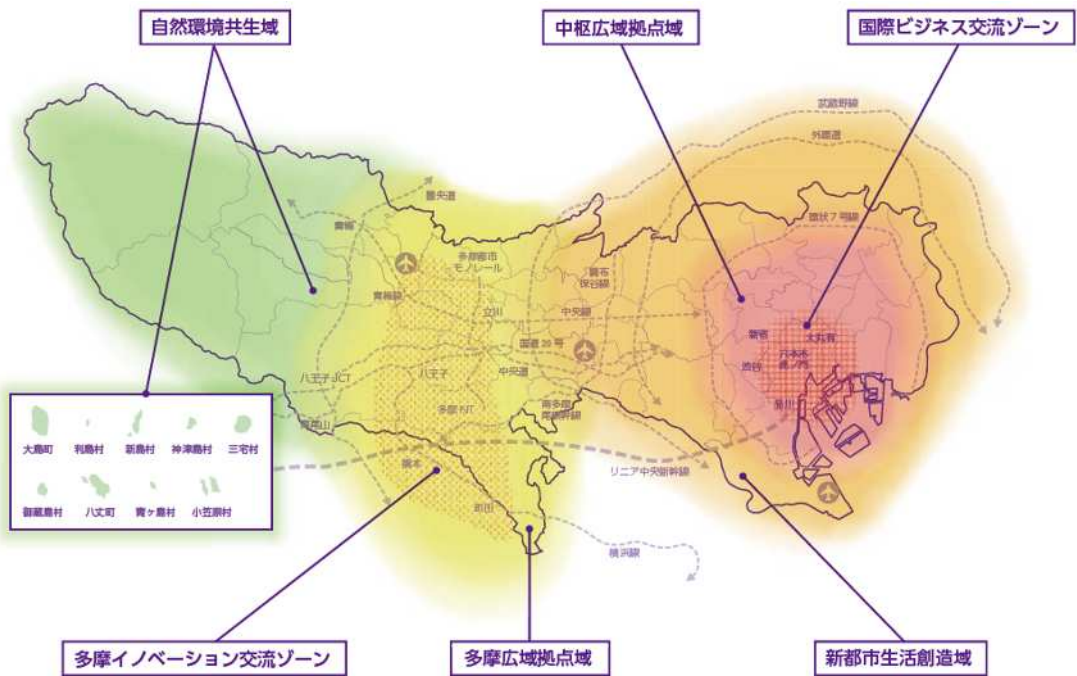 自然環境共生域
中枢広域拠点域
国際ビジネス交流ゾーン
武蔵野線
外環道
圏央道
環状7号線
青梅
多摩都市
モノレール
調布
保谷線
青梅線
立川
中央線
新宿
大丸有
国道20号
六本木
虎ノ門
渋谷
八王子JCT
八王子
中央道
品川
多摩NT
南多摩
尾根幹線
高尾山
橋本
リニア中央新幹線
町田
横浜線
大島町
利島村
新島村
神津島村
三宅村
御蔵島村
八丈町
青ヶ島村
小笠原村
多摩イノベーション交流ゾーン
多摩広域拠点域
新都市生活創造域